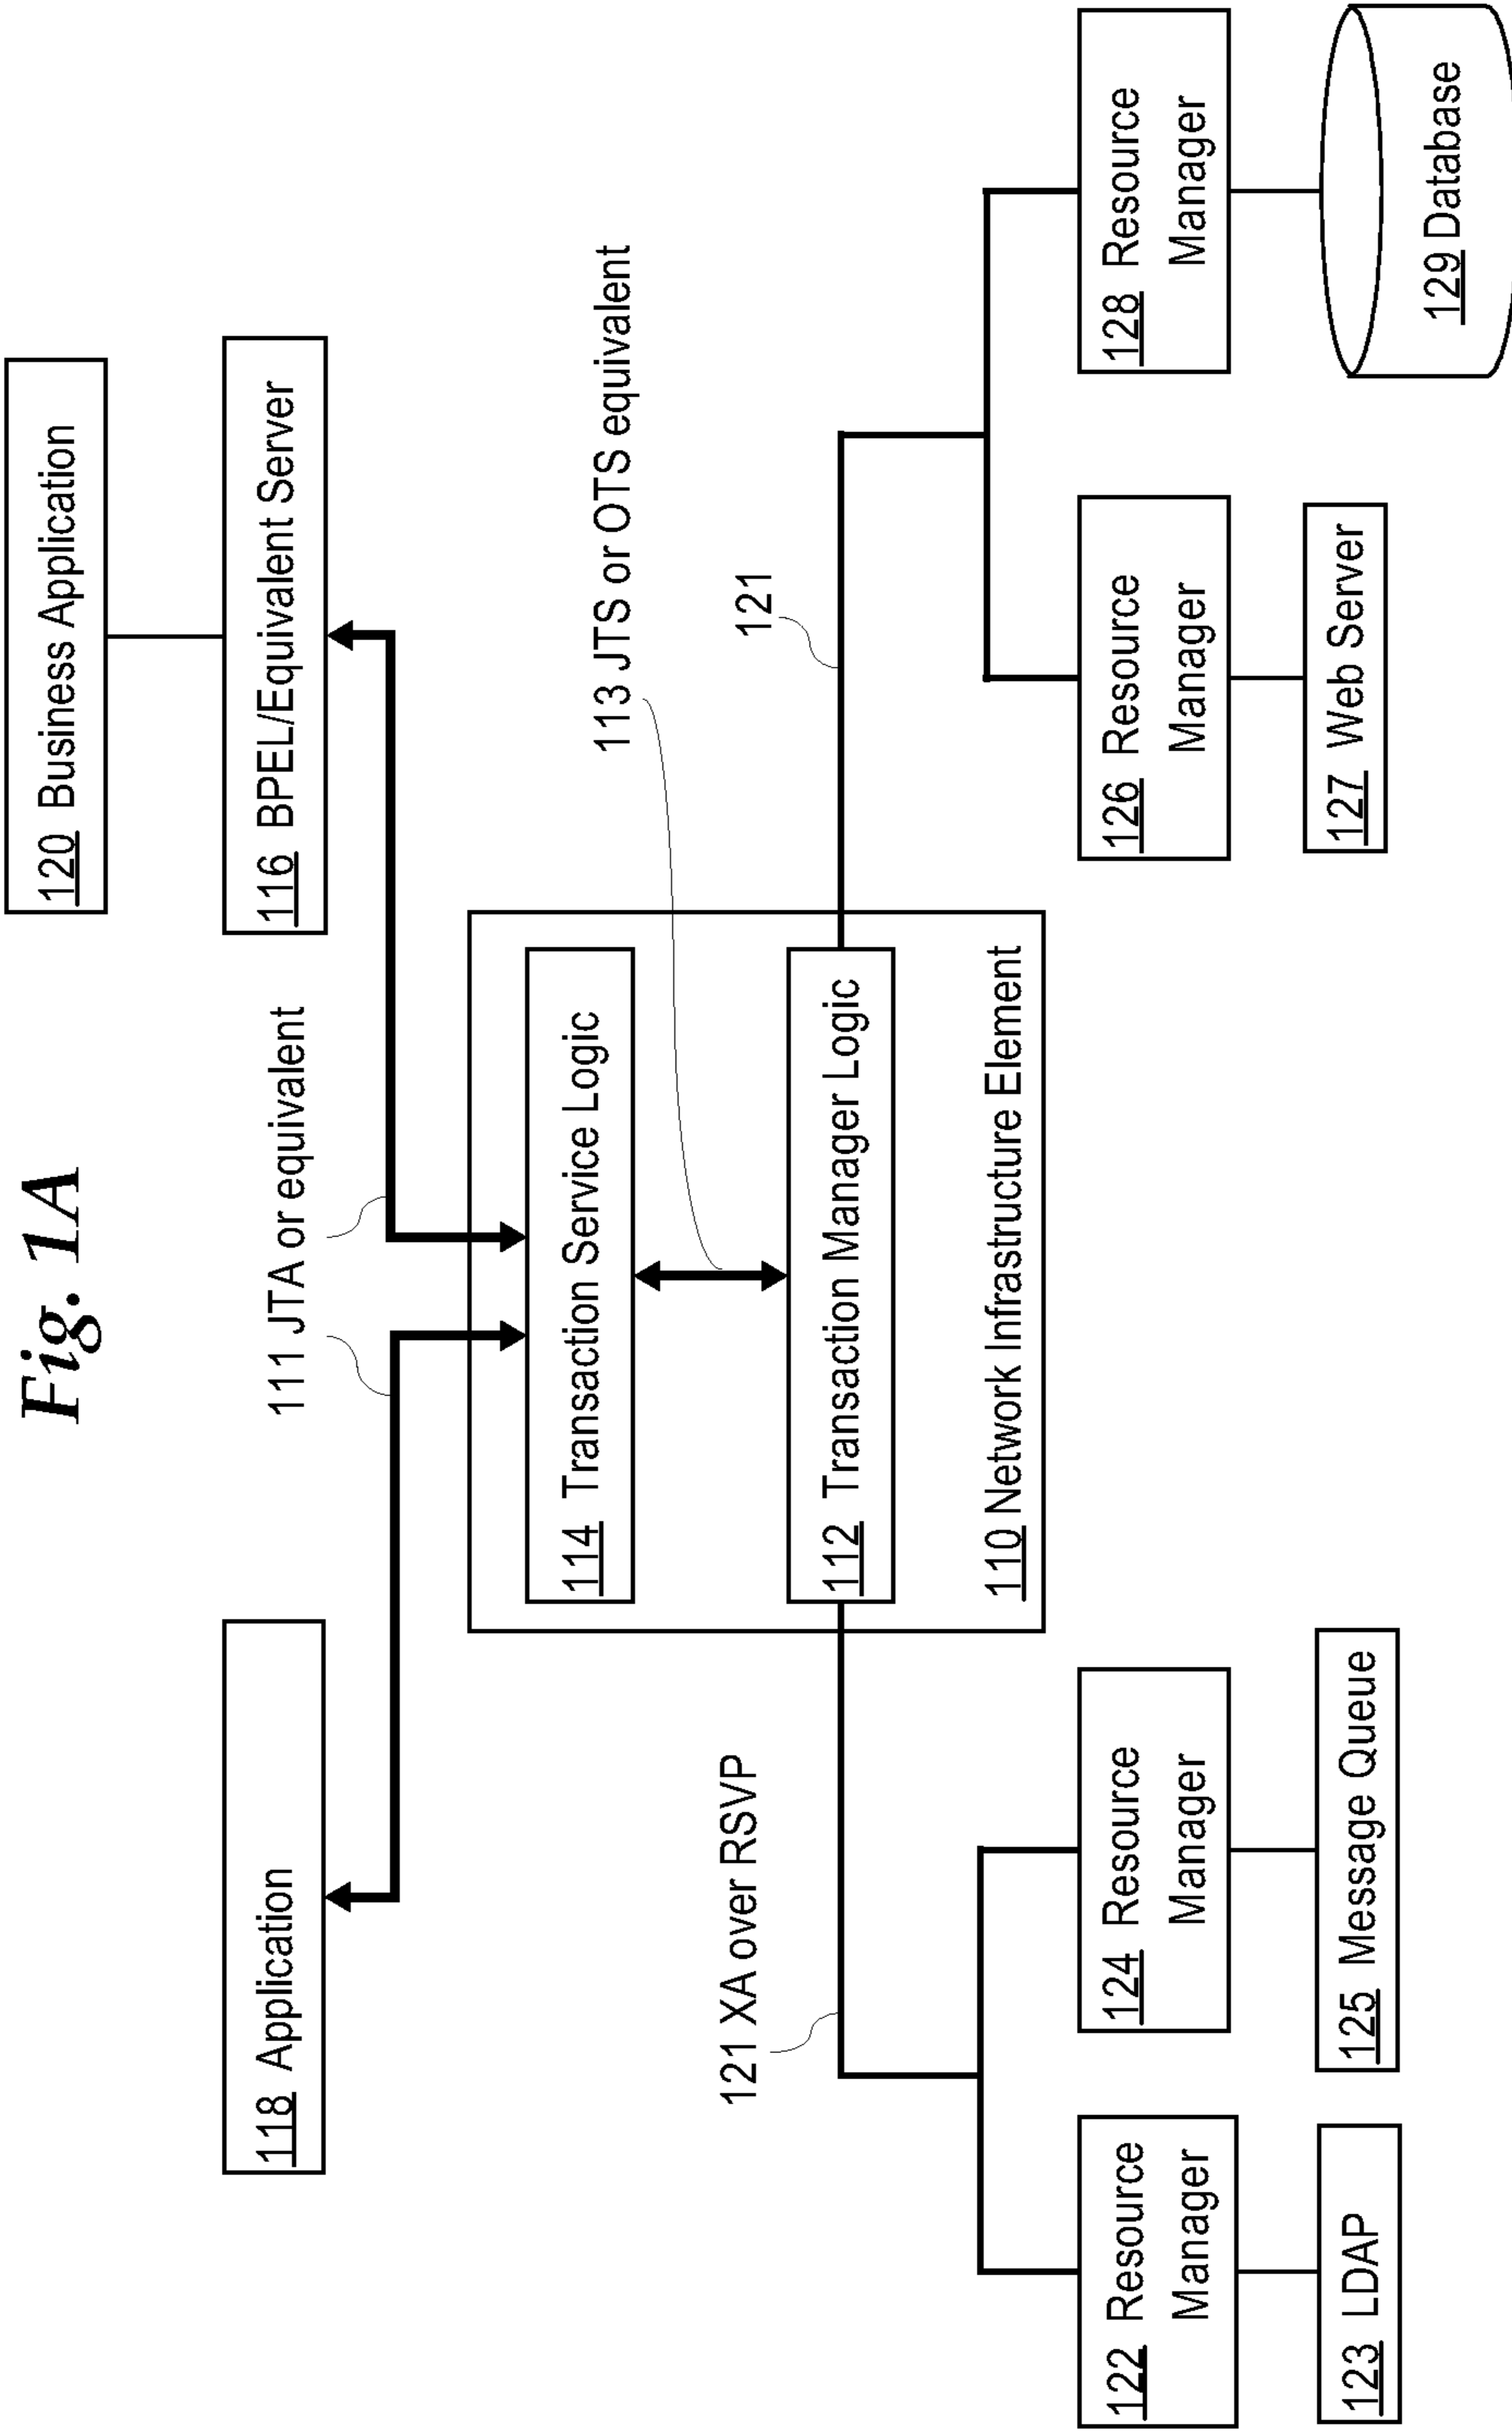 Fig. 1A
120 Business Application
118 Application
111 JTA or equivalent
116 BPEL/Equivalent Server
114 Transaction Service Logic
113 JTS or OTS equivalent
112 Transaction Manager Logic
110 Network Infrastructure Element
121 XA over RSVP
121
122 Resource
Manager
124 Resource
Manager
126 Resource
Manager
128 Resource
Manager
123 LDAP
125 Message Queue
127 Web Server
129 Database